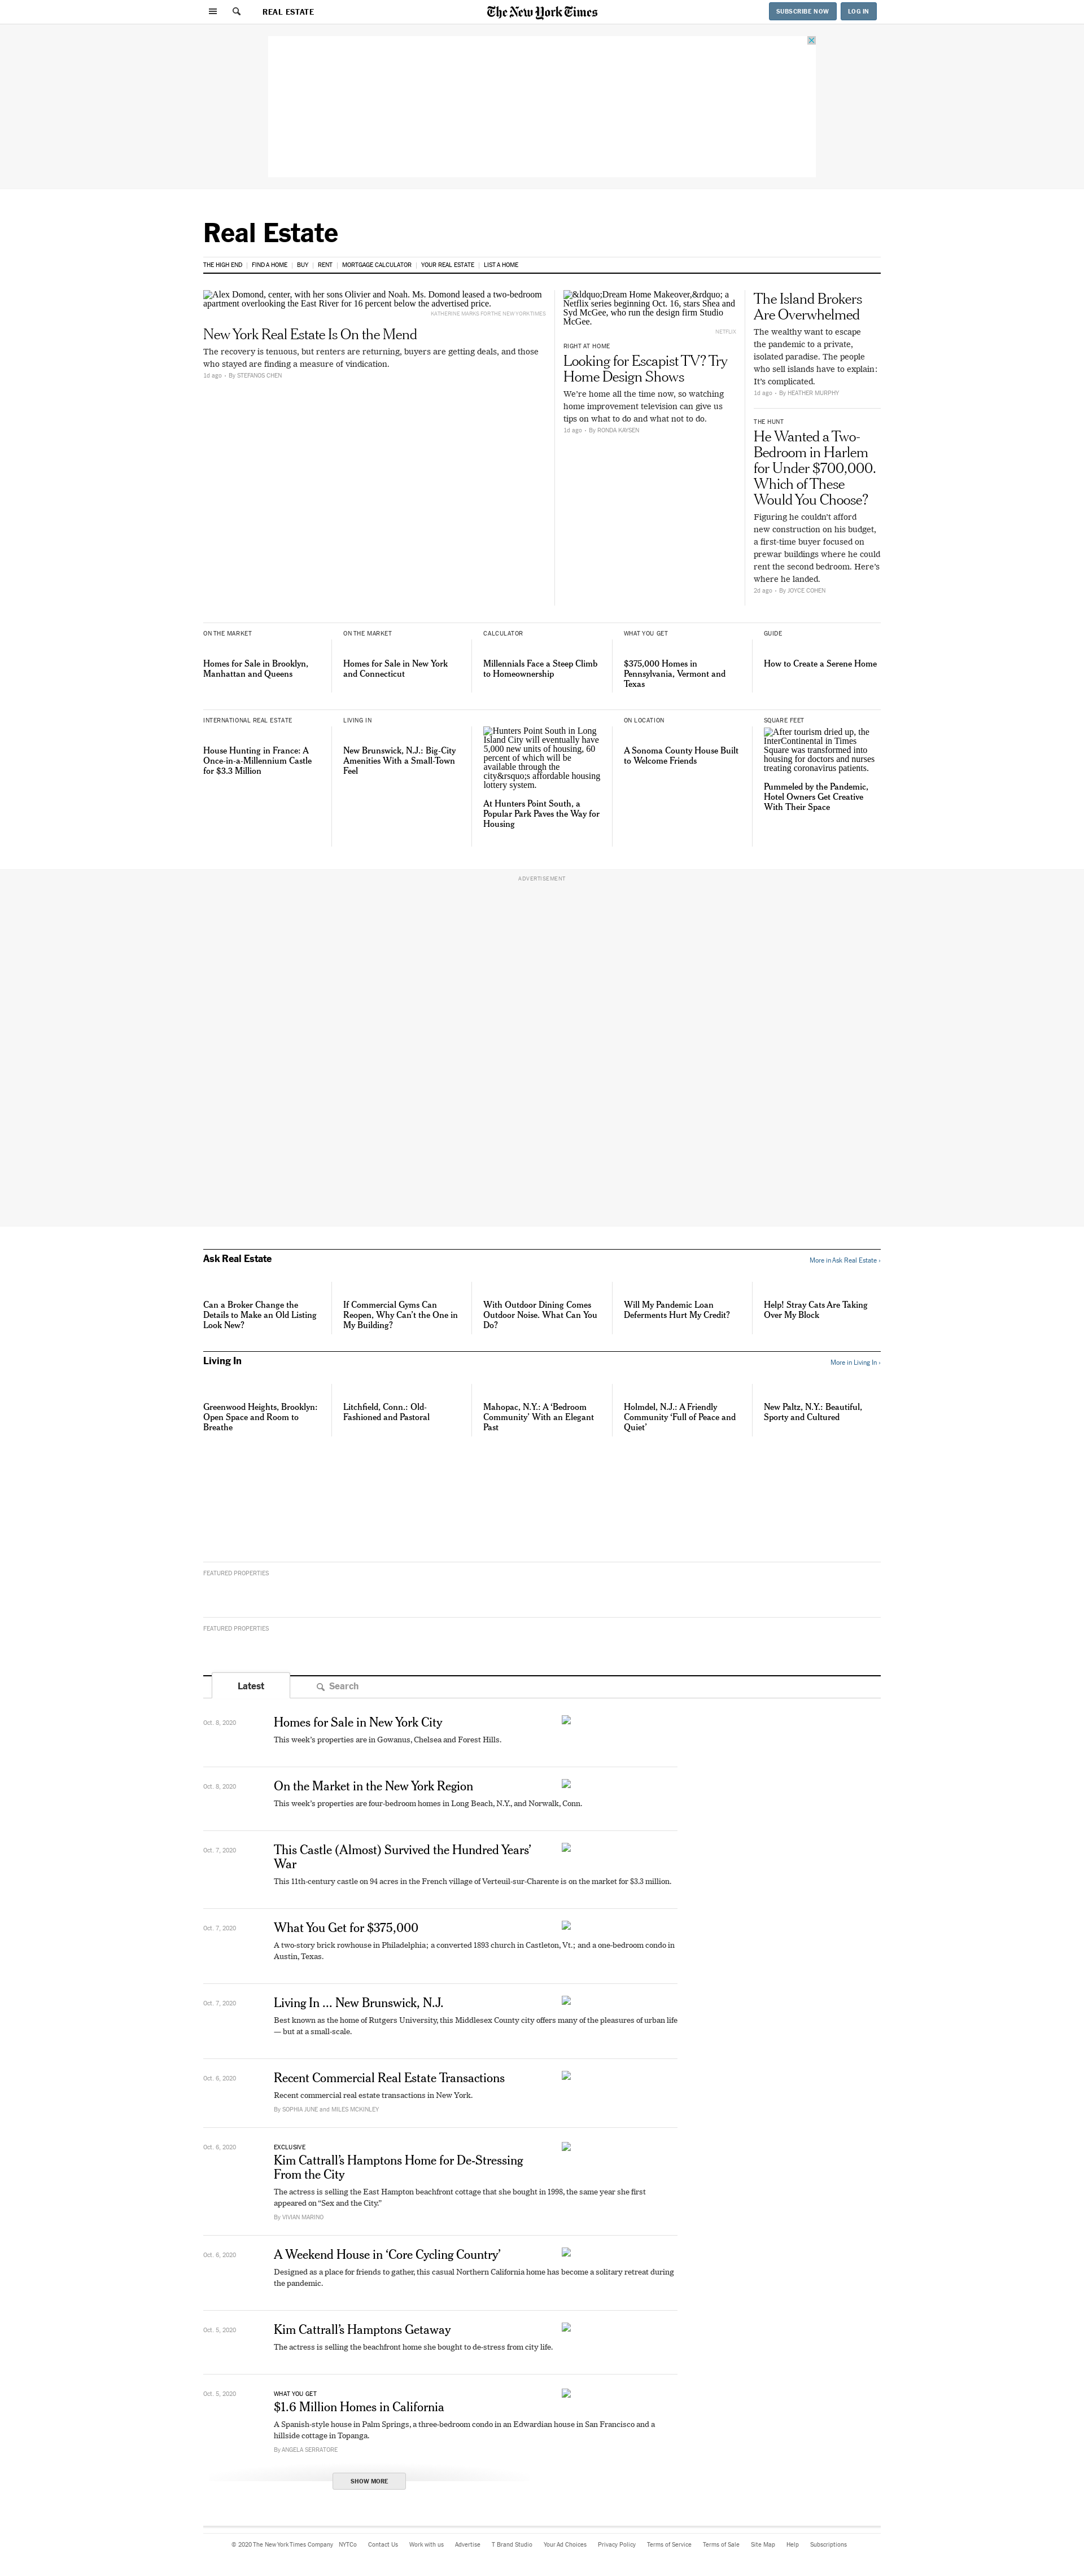 REAL ESTATE
The New York Times
SUBSCRIBE NOW
LOG IN
Real Estate
THE HIGH END | FIND A HOME | BUY | RENT | MORTGAGE CALCULATOR | YOUR REAL ESTATE | LIST A HOME
Alex Domond, center, with her sons Olivier and Noah. Ms. Domond leased a two-bedroom
apartment overlooking the East River for 16 percent below the advertised price.
KATHERINE MARKS FOR THE NEW YORK TIMES
New York Real Estate Is On the Mend
The recovery is tenuous, but renters are returning, buyers are getting deals, and those
who stayed are finding a measure of vindication.
1d ago · By STEFANOS CHEN
&ldquo;Dream Home Makeover,&rdquo; a
Netflix series beginning Oct. 16, stars Shea and
Syd McGee, who run the design firm Studio
McGee.
NETFLIX
RIGHT AT HOME
Looking for Escapist TV? Try
Home Design Shows
We're home all the time now, so watching
home improvement television can give us
tips on what to do and what not to do.
1d ago · By RONDA KAYSEN
The Island Brokers
Are Overwhelmed
The wealthy want to escape
the pandemic to a private,
isolated paradise. The people
who sell islands have to explain:
It's complicated.
1d ago · By HEATHER MURPHY
THE HUNT
He Wanted a Two-
Bedroom in Harlem
for Under $700,000.
Which of These
Would You Choose?
Figuring he couldn't afford
new construction on his budget,
a first-time buyer focused on
prewar buildings where he could
rent the second bedroom. Here's
where he landed.
2d ago · By JOYCE COHEN
ON THE MARKET
Homes for Sale in Brooklyn,
Manhattan and Queens
ON THE MARKET
Homes for Sale in New York
and Connecticut
CALCULATOR
Millennials Face a Steep Climb
to Homeownership
WHAT YOU GET
$375,000 Homes in
Pennsylvania, Vermont and
Texas
GUIDE
How to Create a Serene Home
INTERNATIONAL REAL ESTATE
House Hunting in France: A
Once-in-a-Millennium Castle
for $3.3 Million
LIVING IN
New Brunswick, N.J.: Big-City
Amenities With a Small-Town
Feel
Hunters Point South in Long
Island City will eventually have
5,000 new units of housing, 60
percent of which will be
available through the
city&rsquo;s affordable housing
lottery system.
At Hunters Point South, a
Popular Park Paves the Way for
Housing
ON LOCATION
A Sonoma County House Built
to Welcome Friends
SQUARE FEET
After tourism dried up, the
InterContinental in Times
Square was transformed into
housing for doctors and nurses
treating coronavirus patients.
Pummeled by the Pandemic,
Hotel Owners Get Creative
With Their Space
ADVERTISEMENT
Ask Real Estate
More in Ask Real Estate ›
Can a Broker Change the
Details to Make an Old Listing
Look New?
If Commercial Gyms Can
Reopen, Why Can't the One in
My Building?
With Outdoor Dining Comes
Outdoor Noise. What Can You
Do?
Will My Pandemic Loan
Deferments Hurt My Credit?
Help! Stray Cats Are Taking
Over My Block
Living In
More in Living In ›
Greenwood Heights, Brooklyn:
Open Space and Room to
Breathe
Litchfield, Conn.: Old-
Fashioned and Pastoral
Mahopac, N.Y.: A ‘Bedroom
Community’ With an Elegant
Past
Holmdel, N.J.: A Friendly
Community ‘Full of Peace and
Quiet’
New Paltz, N.Y.: Beautiful,
Sporty and Cultured
FEATURED PROPERTIES
FEATURED PROPERTIES
Latest
Search
Oct. 8, 2020
Homes for Sale in New York City
This week's properties are in Gowanus, Chelsea and Forest Hills.
Oct. 8, 2020
On the Market in the New York Region
This week's properties are four-bedroom homes in Long Beach, N.Y., and Norwalk, Conn.
Oct. 7, 2020
This Castle (Almost) Survived the Hundred Years’
War
This 11th-century castle on 94 acres in the French village of Verteuil-sur-Charente is on the market for $3.3 million.
Oct. 7, 2020
What You Get for $375,000
A two-story brick rowhouse in Philadelphia; a converted 1893 church in Castleton, Vt.; and a one-bedroom condo in
Austin, Texas.
Oct. 7, 2020
Living In ... New Brunswick, N.J.
Best known as the home of Rutgers University, this Middlesex County city offers many of the pleasures of urban life
— but at a small-scale.
Oct. 6, 2020
Recent Commercial Real Estate Transactions
Recent commercial real estate transactions in New York.
By SOPHIA JUNE and MILES MCKINLEY
Oct. 6, 2020
EXCLUSIVE
Kim Cattrall’s Hamptons Home for De-Stressing
From the City
The actress is selling the East Hampton beachfront cottage that she bought in 1998, the same year she first
appeared on “Sex and the City.”
By VIVIAN MARINO
Oct. 6, 2020
A Weekend House in ‘Core Cycling Country’
Designed as a place for friends to gather, this casual Northern California home has become a solitary retreat during
the pandemic.
Oct. 5, 2020
Kim Cattrall’s Hamptons Getaway
The actress is selling the beachfront home she bought to de-stress from city life.
Oct. 5, 2020
WHAT YOU GET
$1.6 Million Homes in California
A Spanish-style house in Palm Springs, a three-bedroom condo in an Edwardian house in San Francisco and a
hillside cottage in Topanga.
By ANGELA SERRATORE
SHOW MORE
© 2020 The New York Times Company NYTCo Contact Us Work with us Advertise T Brand Studio Your Ad Choices Privacy Policy Terms of Service Terms of Sale Site Map Help Subscriptions